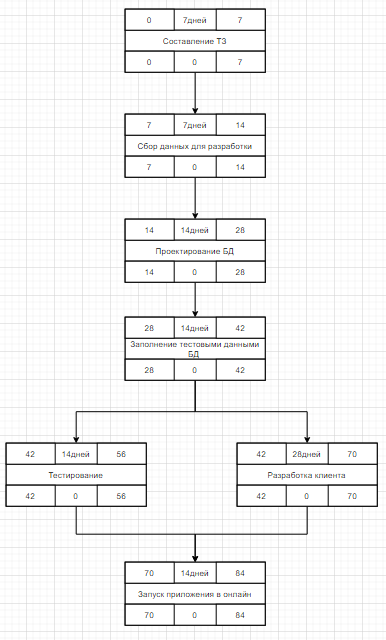 0 7дней 7
Составление ТЗ
0 0 7
7 7дней 14
Сбор данных для разработки
7 0 14
14 14дней 28
Проектирование БД
14 0 28
28 14дней 42
Заполнение тестовыми данными
БД
28 0 42
42 14дней 56
Тестирование
42 0 56
42 28дней 70
Разработка клиента
42 0 70
70 14дней 84
Запуск приложения в онлайн
70 0 84